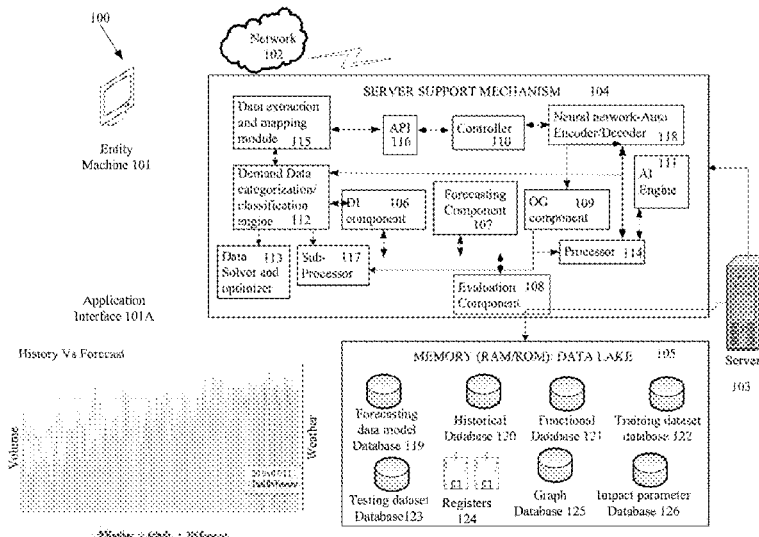 100
Network
102
SERVER SUPPORT MECHANISM 104
Data extraction
and mapping
module 115
API
116
Controller
110
Neural network-Auto
Encoder/Decoder
118
Entity
Machine 101
Demand Data
categorization/
classification
engine
112
DI 106
component
Forecasting
Component
107
OG 109
component
111
AI
Engine
113
Data
Solver and
optimizer
117
Sub-
Processor
Processor 114
Evaluation 108
Component
Application
Interface 101A
Server
103
History Vs Forecast
Volume
Weather
MEMORY (RAM/ROM): DATA LAKE 105
Forecasting
data model
Database 119
Historical
Database 120
Functional
Database 121
Training dataset
database 122
Testing dataset
Database123
Registers
124
Graph
Database 125
Impact parameter
Database 126